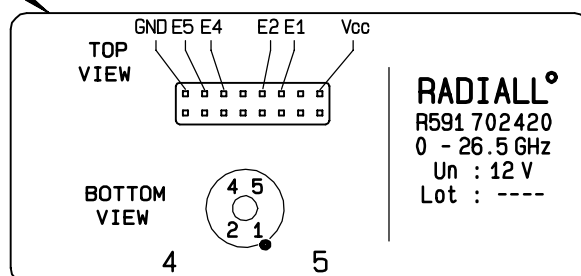 GND E5 E4 E2 E1 Vcc
TOP
VIEW
RADIALL°
R591 702420
0 - 26.5 GHz
Un : 12 V
Lot : ----
BOTTOM
VIEW
4 5
2 1
4 5